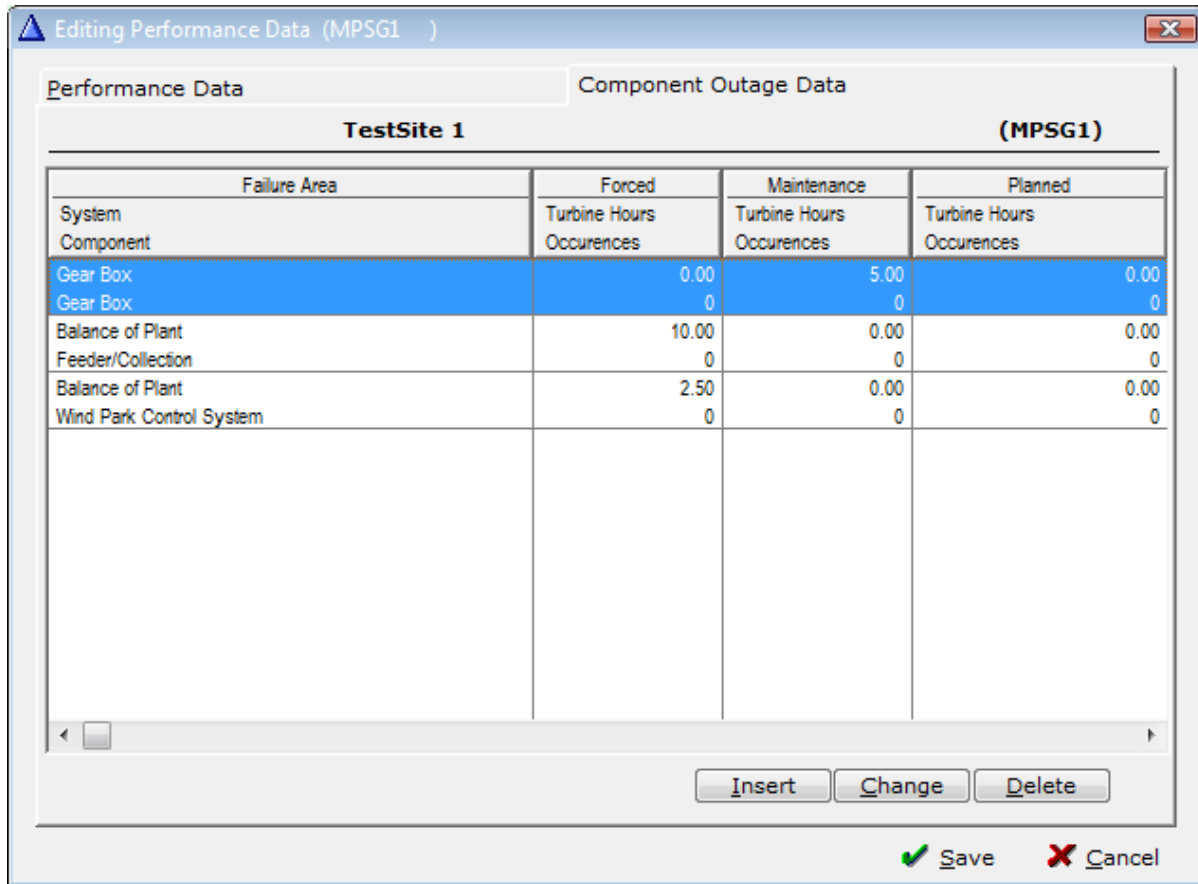 Editing Performance Data (MPSG1 )
Performance Data Component Outage Data
TestSite 1 (MPSG1)
Failure Area Forced Maintenance Planned
System Turbine Hours Turbine Hours Turbine Hours
Component Occurences Occurences Occurences
Gear Box 0.00 5.00 0.00
Gear Box 0 0 0
Balance of Plant 10.00 0.00 0.00
Feeder/Collection 0 0 0
Balance of Plant 2.50 0.00 0.00
Wind Park Control System 0 0 0
Insert Change Delete
Save Cancel